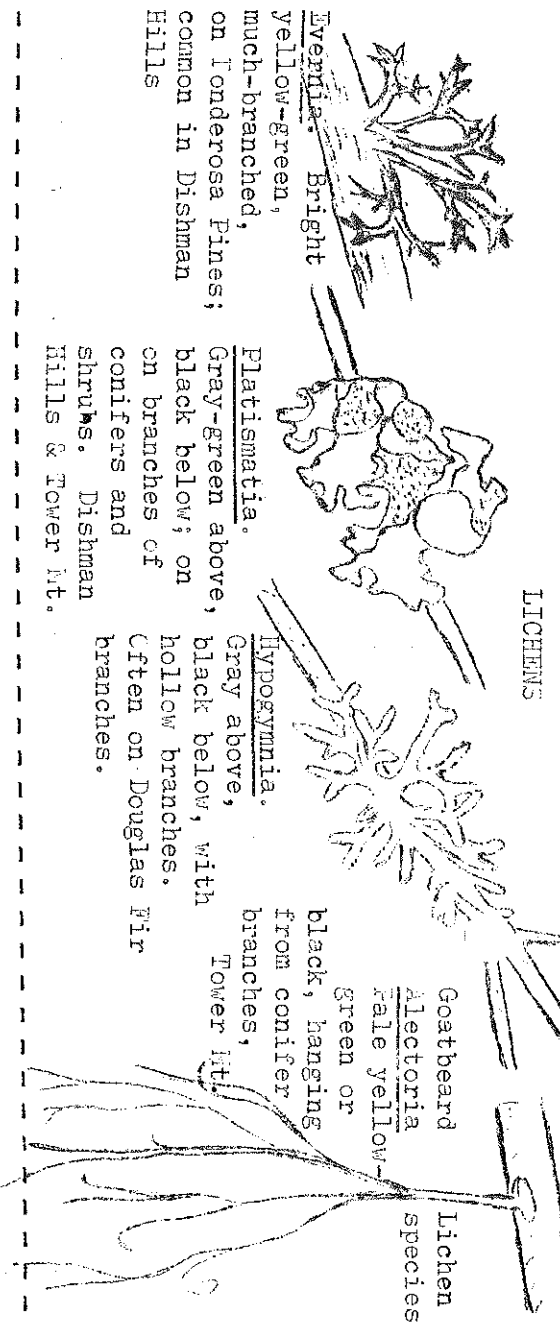 LICHENS
Evernia. Bright
yellow-green,
much-branched,
on Ponderosa Pines;
common in Dishman
Hills
Platismatia.
Gray-green above,
black below; on
on branches of
conifers and
shrubs. Dishman
Hills & Tower Mt.
Hypogymnia.
Gray above,
black below, with
hollow branches.
Often on Douglas Fir
branches.
Goatbeard Lichen
Alectoria species
Pale yellow-
green or
black, hanging
from conifer
branches,
Tower Mt.